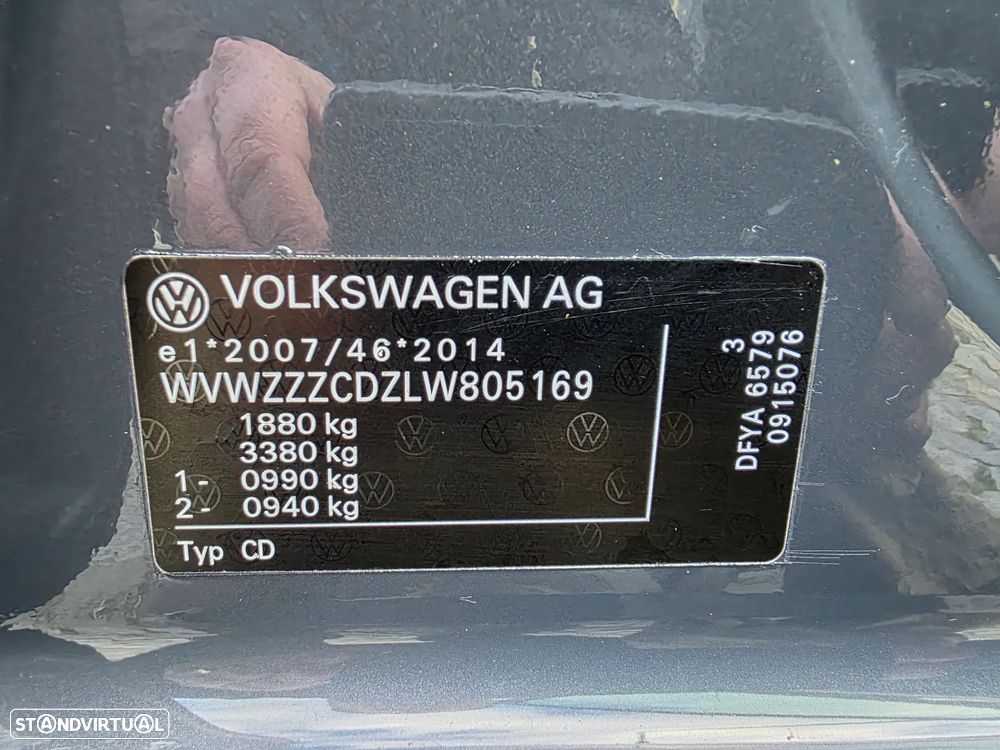 VOLKSWAGEN AG
e1*2007/46*2014
WVWZZZCDZLW805169
1880 kg
3380 kg
1- 0990 kg
2- 0940 kg
Typ CD
3
DFYA 6579
0915076
STANDVIRTUAL